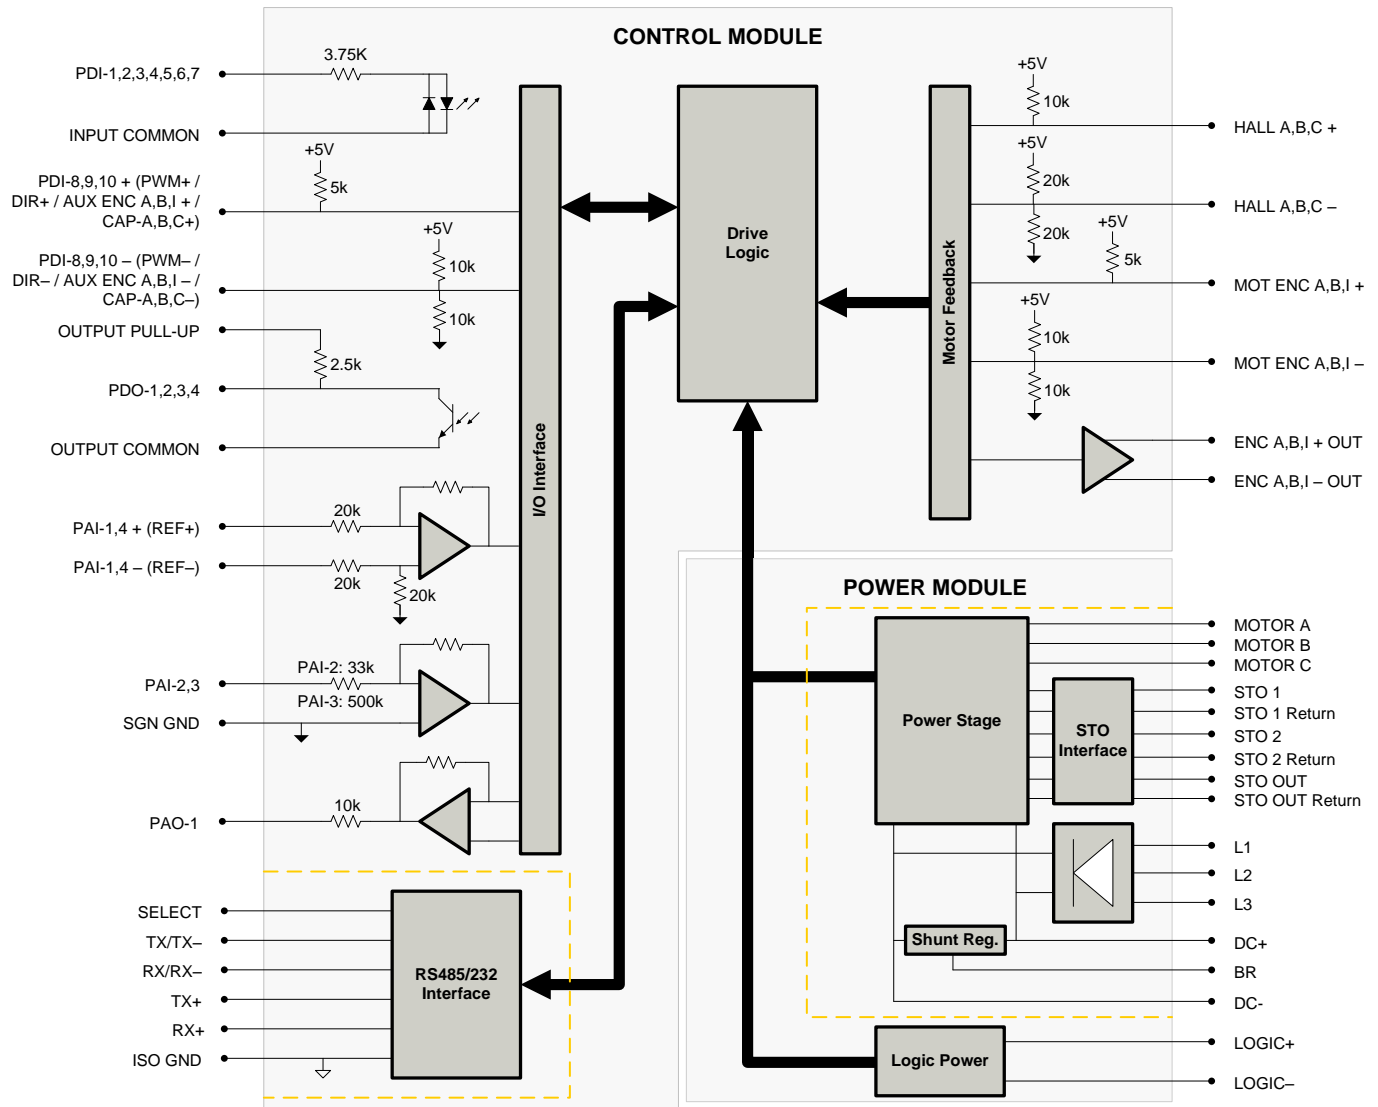 CONTROL MODULE
PDI-1,2,3,4,5,6,7
3.75K
INPUT COMMON
+5V
5k
PDI-8,9,10 + (PWM+ /
DIR+ / AUX ENC A,B,I + /
CAP-A,B,C+)
+5V
10k
10k
PDI-8,9,10 – (PWM– /
DIR– / AUX ENC A,B,I – /
CAP-A,B,C–)
OUTPUT PULL-UP
2.5k
PDO-1,2,3,4
OUTPUT COMMON
PAI-1,4 + (REF+)
20k
PAI-1,4 – (REF–)
20k
20k
PAI-2,3
PAI-2: 33k
PAI-3: 500k
SGN GND
PAO-1
10k
I/O Interface
SELECT
TX/TX–
RX/RX–
TX+
RX+
ISO GND
RS485/232
Interface
Drive
Logic
Motor Feedback
+5V
10k
HALL A,B,C +
+5V
20k
20k
HALL A,B,C –
+5V
5k
MOT ENC A,B,I +
+5V
10k
10k
MOT ENC A,B,I –
ENC A,B,I + OUT
ENC A,B,I – OUT
POWER MODULE
Power Stage
MOTOR A
MOTOR B
MOTOR C
STO
Interface
STO 1
STO 1 Return
STO 2
STO 2 Return
STO OUT
STO OUT Return
L1
L2
L3
Shunt Reg.
DC+
BR
DC-
Logic Power
LOGIC+
LOGIC–